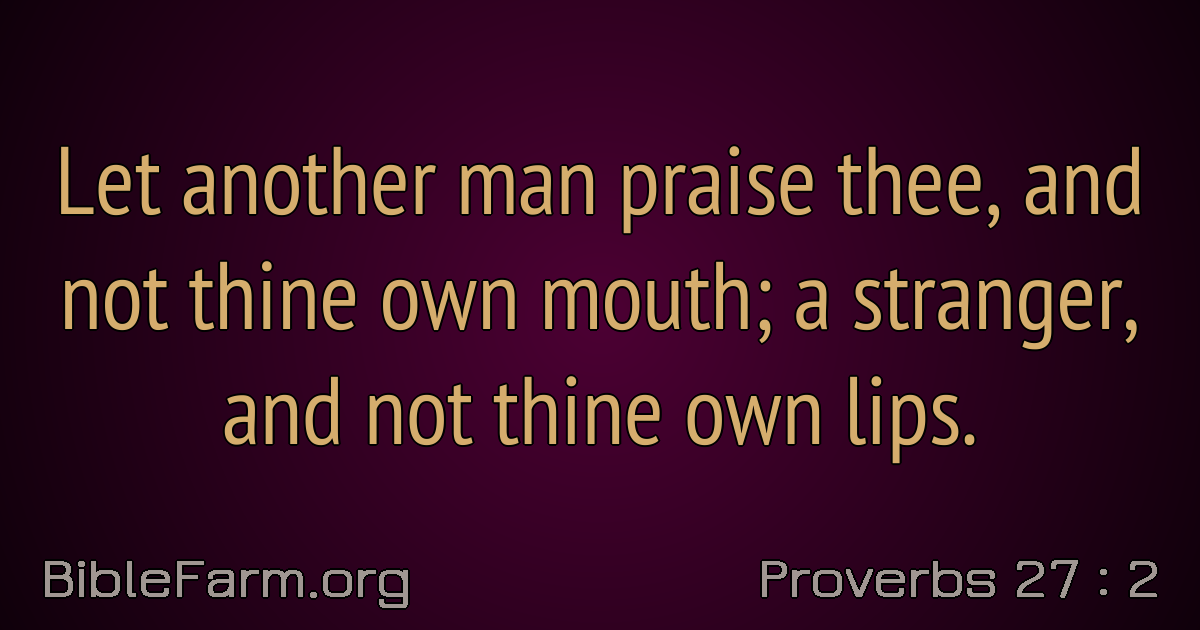 Let another man praise thee, and
not thine own mouth; a stranger,
and not thine own lips.
BibleFarm.org
Proverbs 27 : 2